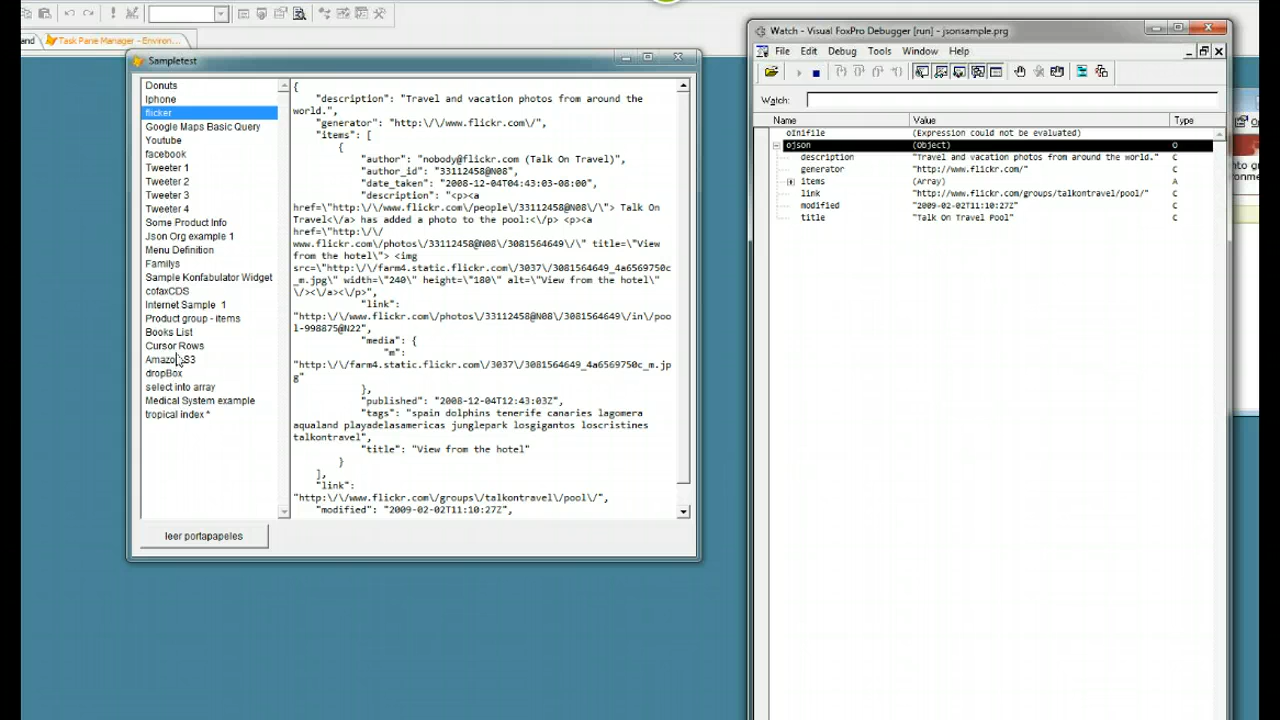 and
Task Pane Manager - Environ...
Sampletest
Donuts
Iphone
flicker
Google Maps Basic Query
Youtube
facebook
Tweeter 1
Tweeter 2
Tweeter 3
Tweeter 4
Some Product Info
Json Org example 1
Menu Definition
Familys
Sample Konfabulator Widget
cofaxCDS
Internet Sample 1
Product group - items
Books List
Cursor Rows
Amazon S3
dropBox
select into array
Medical System example
tropical index *
{
"description": "Travel and vacation photos from around the
world.",
"generator": "http:\/\/www.flickr.com\/",
"items": [
{
"author": "nobody@flickr.com (Talk On Travel)",
"author_id": "33112458@N08",
"date_taken": "2008-12-04T04:43:03-08:00",
"description": "<p><a
href=\"http:\/\/www.flickr.com\/people\/33112458@N08\/\"> Talk On
Travel<\/a> has added a photo to the pool:<\/p> <p><a
href=\"http:\/\/
www.flickr.com\/photos\/33112458@N08\/3081564649\/\" title=\"View
from the hotel\"> <img
src=\"http:\/\/farm4.static.flickr.com\/3037\/3081564649_4a6569750c
_m.jpg\" width=\"240\" height=\"180\" alt=\"View from the hotel\"
\/><\/a><\/p>",
"link":
"http:\/\/www.flickr.com\/photos\/33112458@N08\/3081564649\/in\/poo
l-998875@N22",
"media": {
"m":
"http:\/\/farm4.static.flickr.com\/3037\/3081564649_4a6569750c_m.jp
g"
},
"published": "2008-12-04T12:43:03Z",
"tags": "spain dolphins tenerife canaries lagomera
aqualand playadelasamericas junglepark losgigantos loscristines
talkontravel",
"title": "View from the hotel"
}
],
"link":
"http:\/\/www.flickr.com\/groups\/talkontravel\/pool\/",
"modified": "2009-02-02T11:10:27Z",
leer portapapeles
Watch - Visual FoxPro Debugger [run] - jsonsample.prg
File Edit Debug Tools Window Help
Watch:
Name Value Type
oInifile (Expression could not be evaluated)
ojson (Object) O
description "Travel and vacation photos from around the world." C
generator "http://www.flickr.com/" C
items (Array) A
link "http://www.flickr.com/groups/talkontravel/pool/" C
modified "2009-02-02T11:10:27Z" C
title "Talk On Travel Pool" C